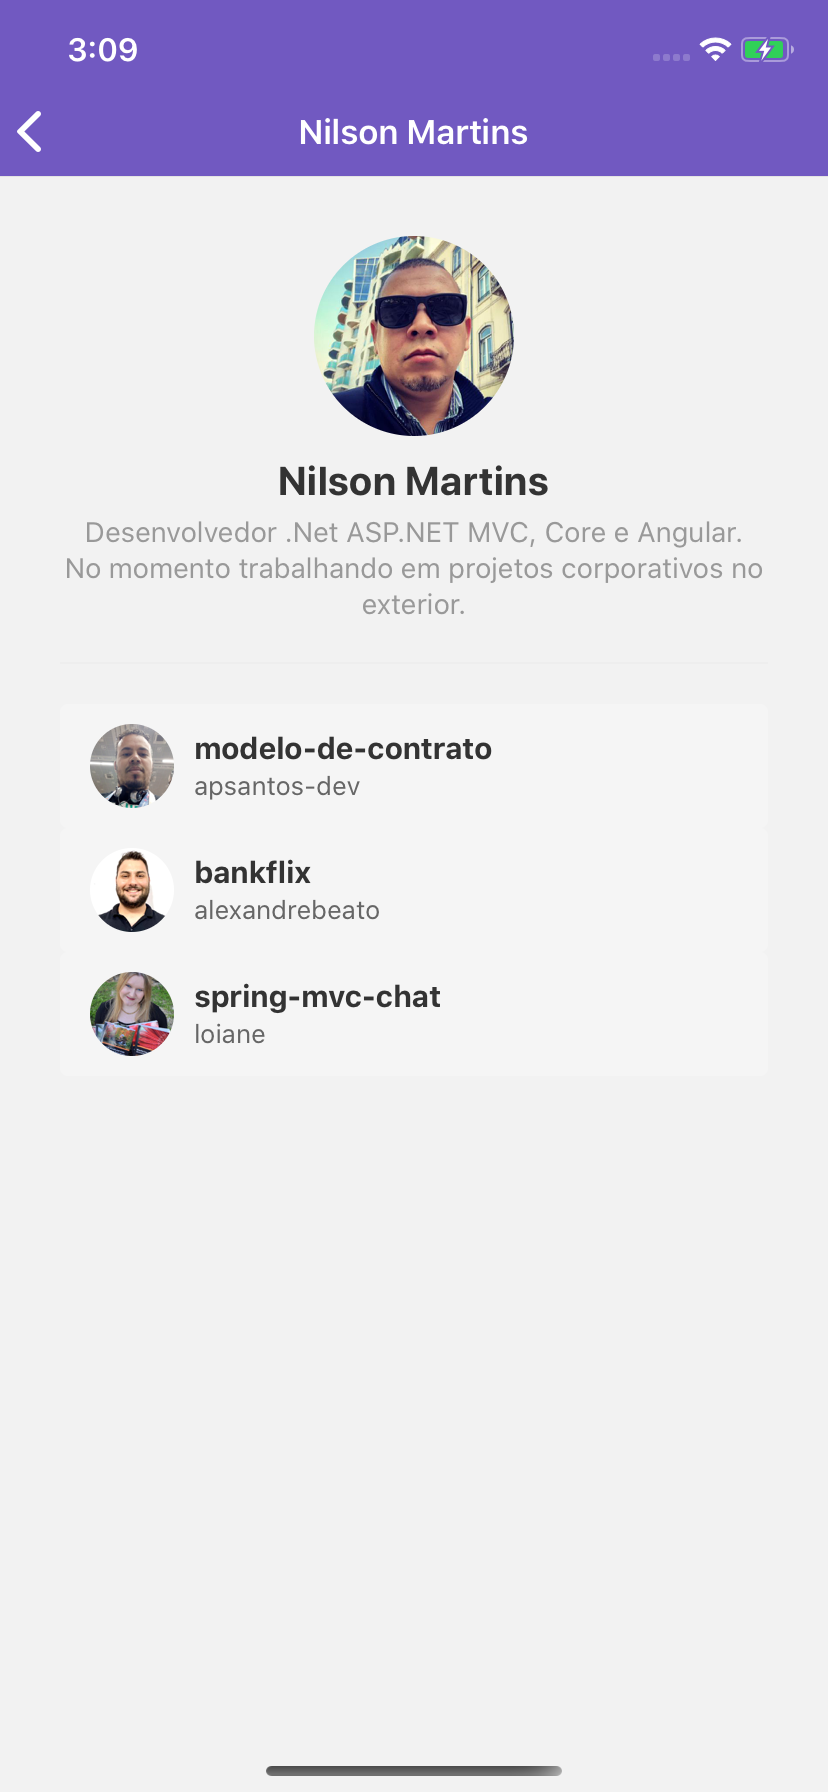 3:09
Nilson Martins
Nilson Martins
Desenvolvedor .Net ASP.NET MVC, Core e Angular.
No momento trabalhando em projetos corporativos no
exterior.
modelo-de-contrato
apsantos-dev
bankflix
alexandrebeato
spring-mvc-chat
loiane